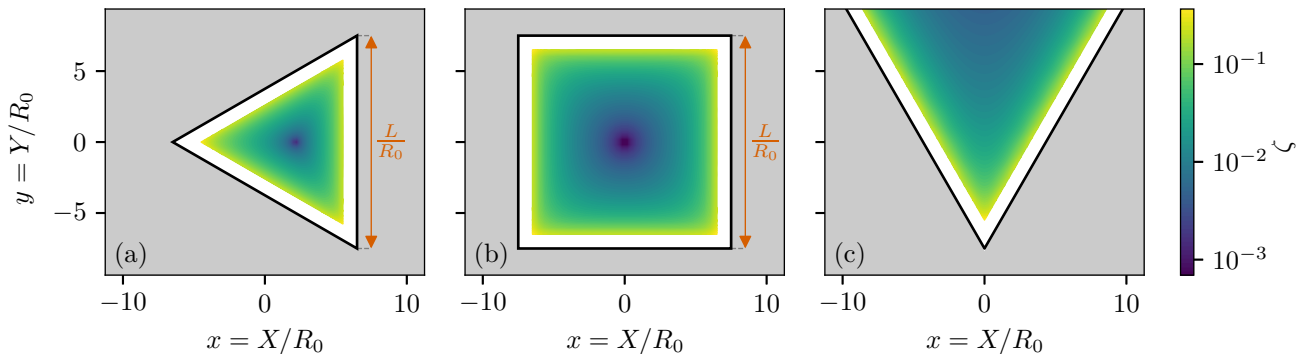 y = Y/R₀
5
0
−5
(a)
L
R₀
−10
0
10
x = X/R₀
(b)
L
R₀
−10
0
10
x = X/R₀
(c)
−10
0
10
x = X/R₀
10⁻¹
10⁻²
10⁻³
ζ